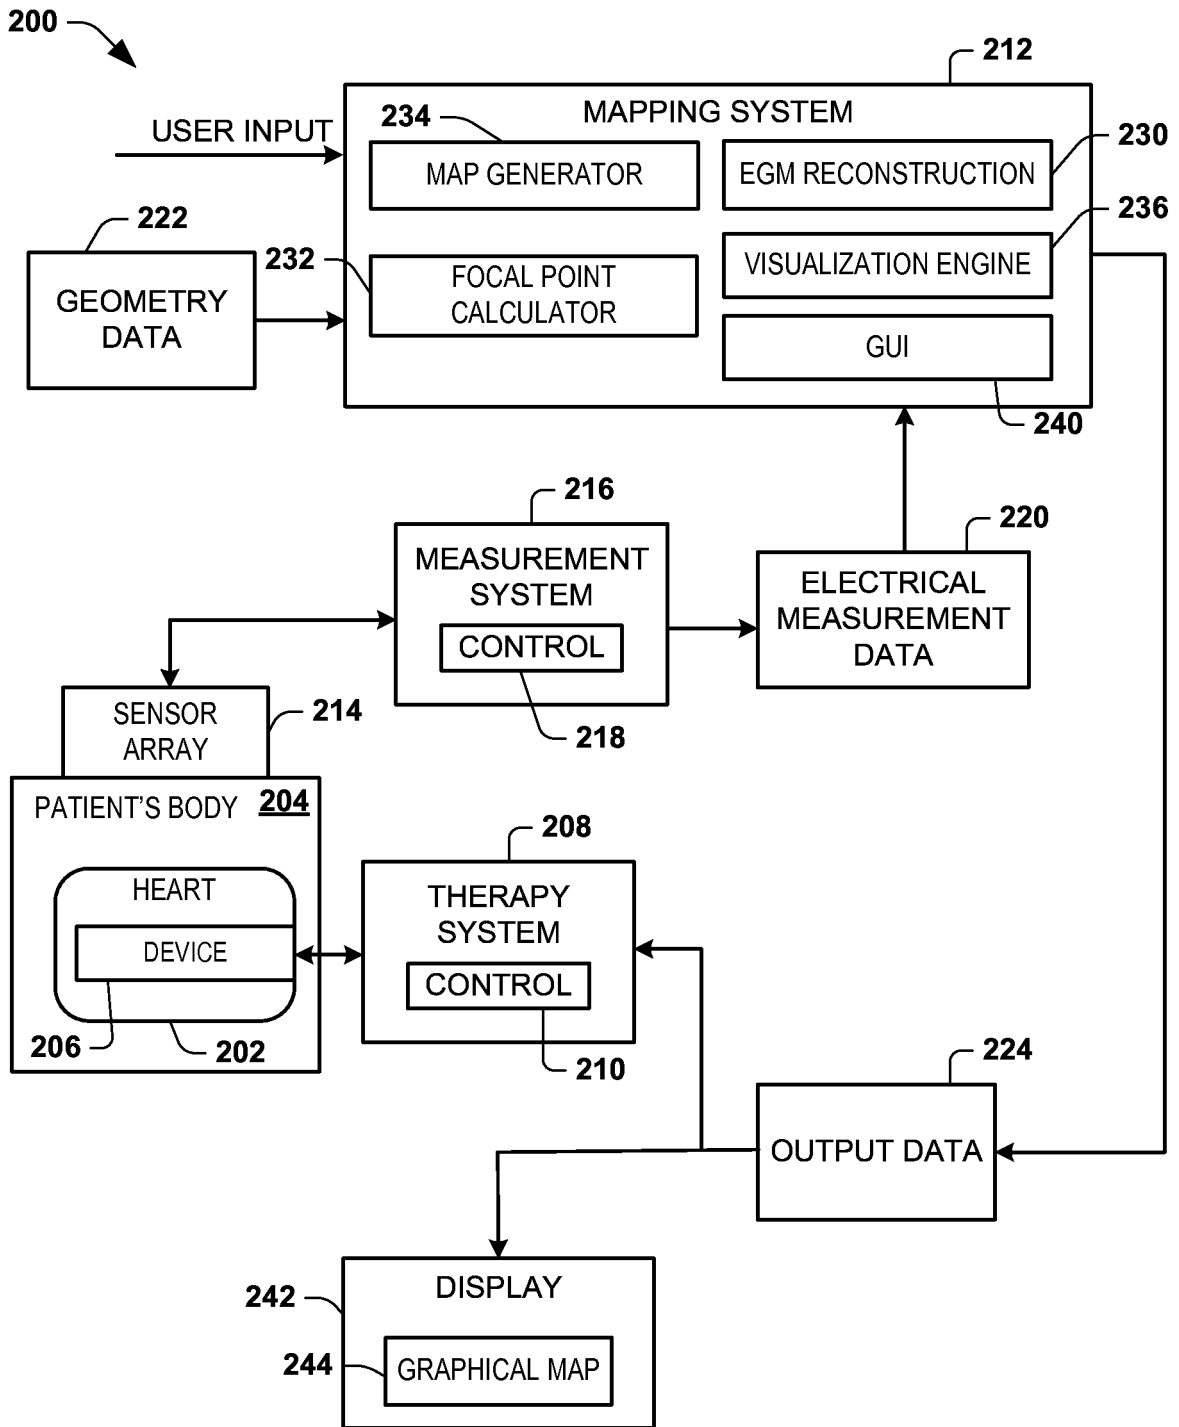 200
212
MAPPING SYSTEM
USER INPUT
234
MAP GENERATOR
EGM RECONSTRUCTION
230
222
GEOMETRY
DATA
232
FOCAL POINT
CALCULATOR
236
VISUALIZATION ENGINE
GUI
240
216
MEASUREMENT
SYSTEM
CONTROL
218
220
ELECTRICAL
MEASUREMENT
DATA
SENSOR
ARRAY
214
PATIENT'S BODY 204
HEART
DEVICE
206
202
208
THERAPY
SYSTEM
CONTROL
210
224
OUTPUT DATA
DISPLAY
242
GRAPHICAL MAP
244